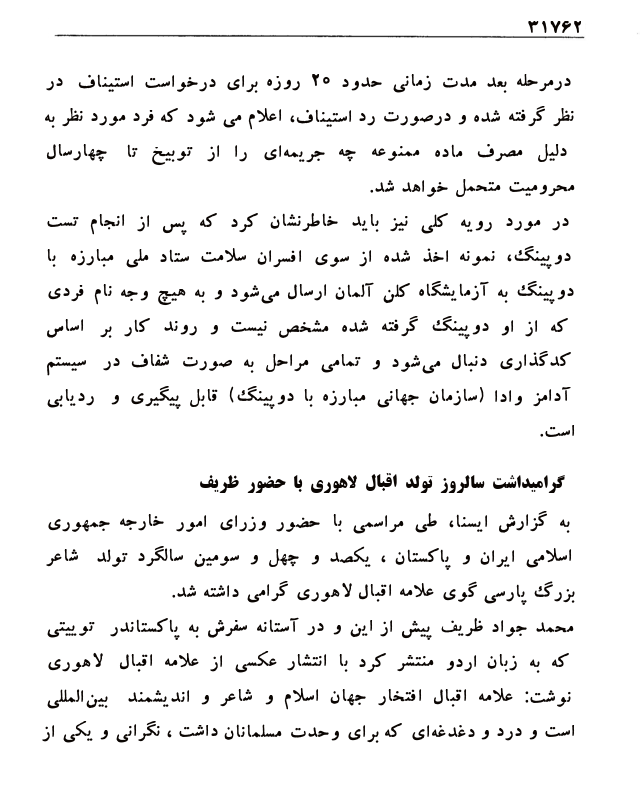 ۳۱۷۶۲
درمرحله بعد مدت زمانی حدود ۲۵ روزه برای درخواست استیناف در
نظر گرفته شده و درصورت رد استیناف، اعلام می شود که فرد مورد نظر به
دلیل مصرف ماده ممنوعه چه جریمه‌ای را از توبیخ تا چهارسال
محرومیت متحمل خواهد شد.
در مورد رویه کلی نیز باید خاطرنشان کرد که پس از انجام تست
دوپینگ، نمونه اخذ شده از سوی افسران سلامت ستاد ملی مبارزه با
دوپینگ به آزمایشگاه کلن آلمان ارسال می‌شود و به هیچ وجه نام فردی
که از او دوپینگ گرفته شده مشخص نیست و روند کار بر اساس
کدگذاری دنبال می‌شود و تمامی مراحل به صورت شفاف در سیستم
آدامز وادا (سازمان جهانی مبارزه با دوپینگ) قابل پیگیری و ردیابی
است.
گرامیداشت سالروز تولد اقبال لاهوری با حضور ظریف
به گزارش ایسنا، طی مراسمی با حضور وزرای امور خارجه جمهوری
اسلامی ایران و پاکستان ، یکصد و چهل و سومین سالگرد تولد شاعر
بزرگ پارسی گوی علامه اقبال لاهوری گرامی داشته شد.
محمد جواد ظریف پیش از این و در آستانه سفرش به پاکستاندر توییتی
که به زبان اردو منتشر کرد با انتشار عکسی از علامه اقبال لاهوری
نوشت: علامه اقبال افتخار جهان اسلام و شاعر و اندیشمند بین‌المللی
است و درد و دغدغه‌ای که برای وحدت مسلمانان داشت ، نگرانی و یکی از